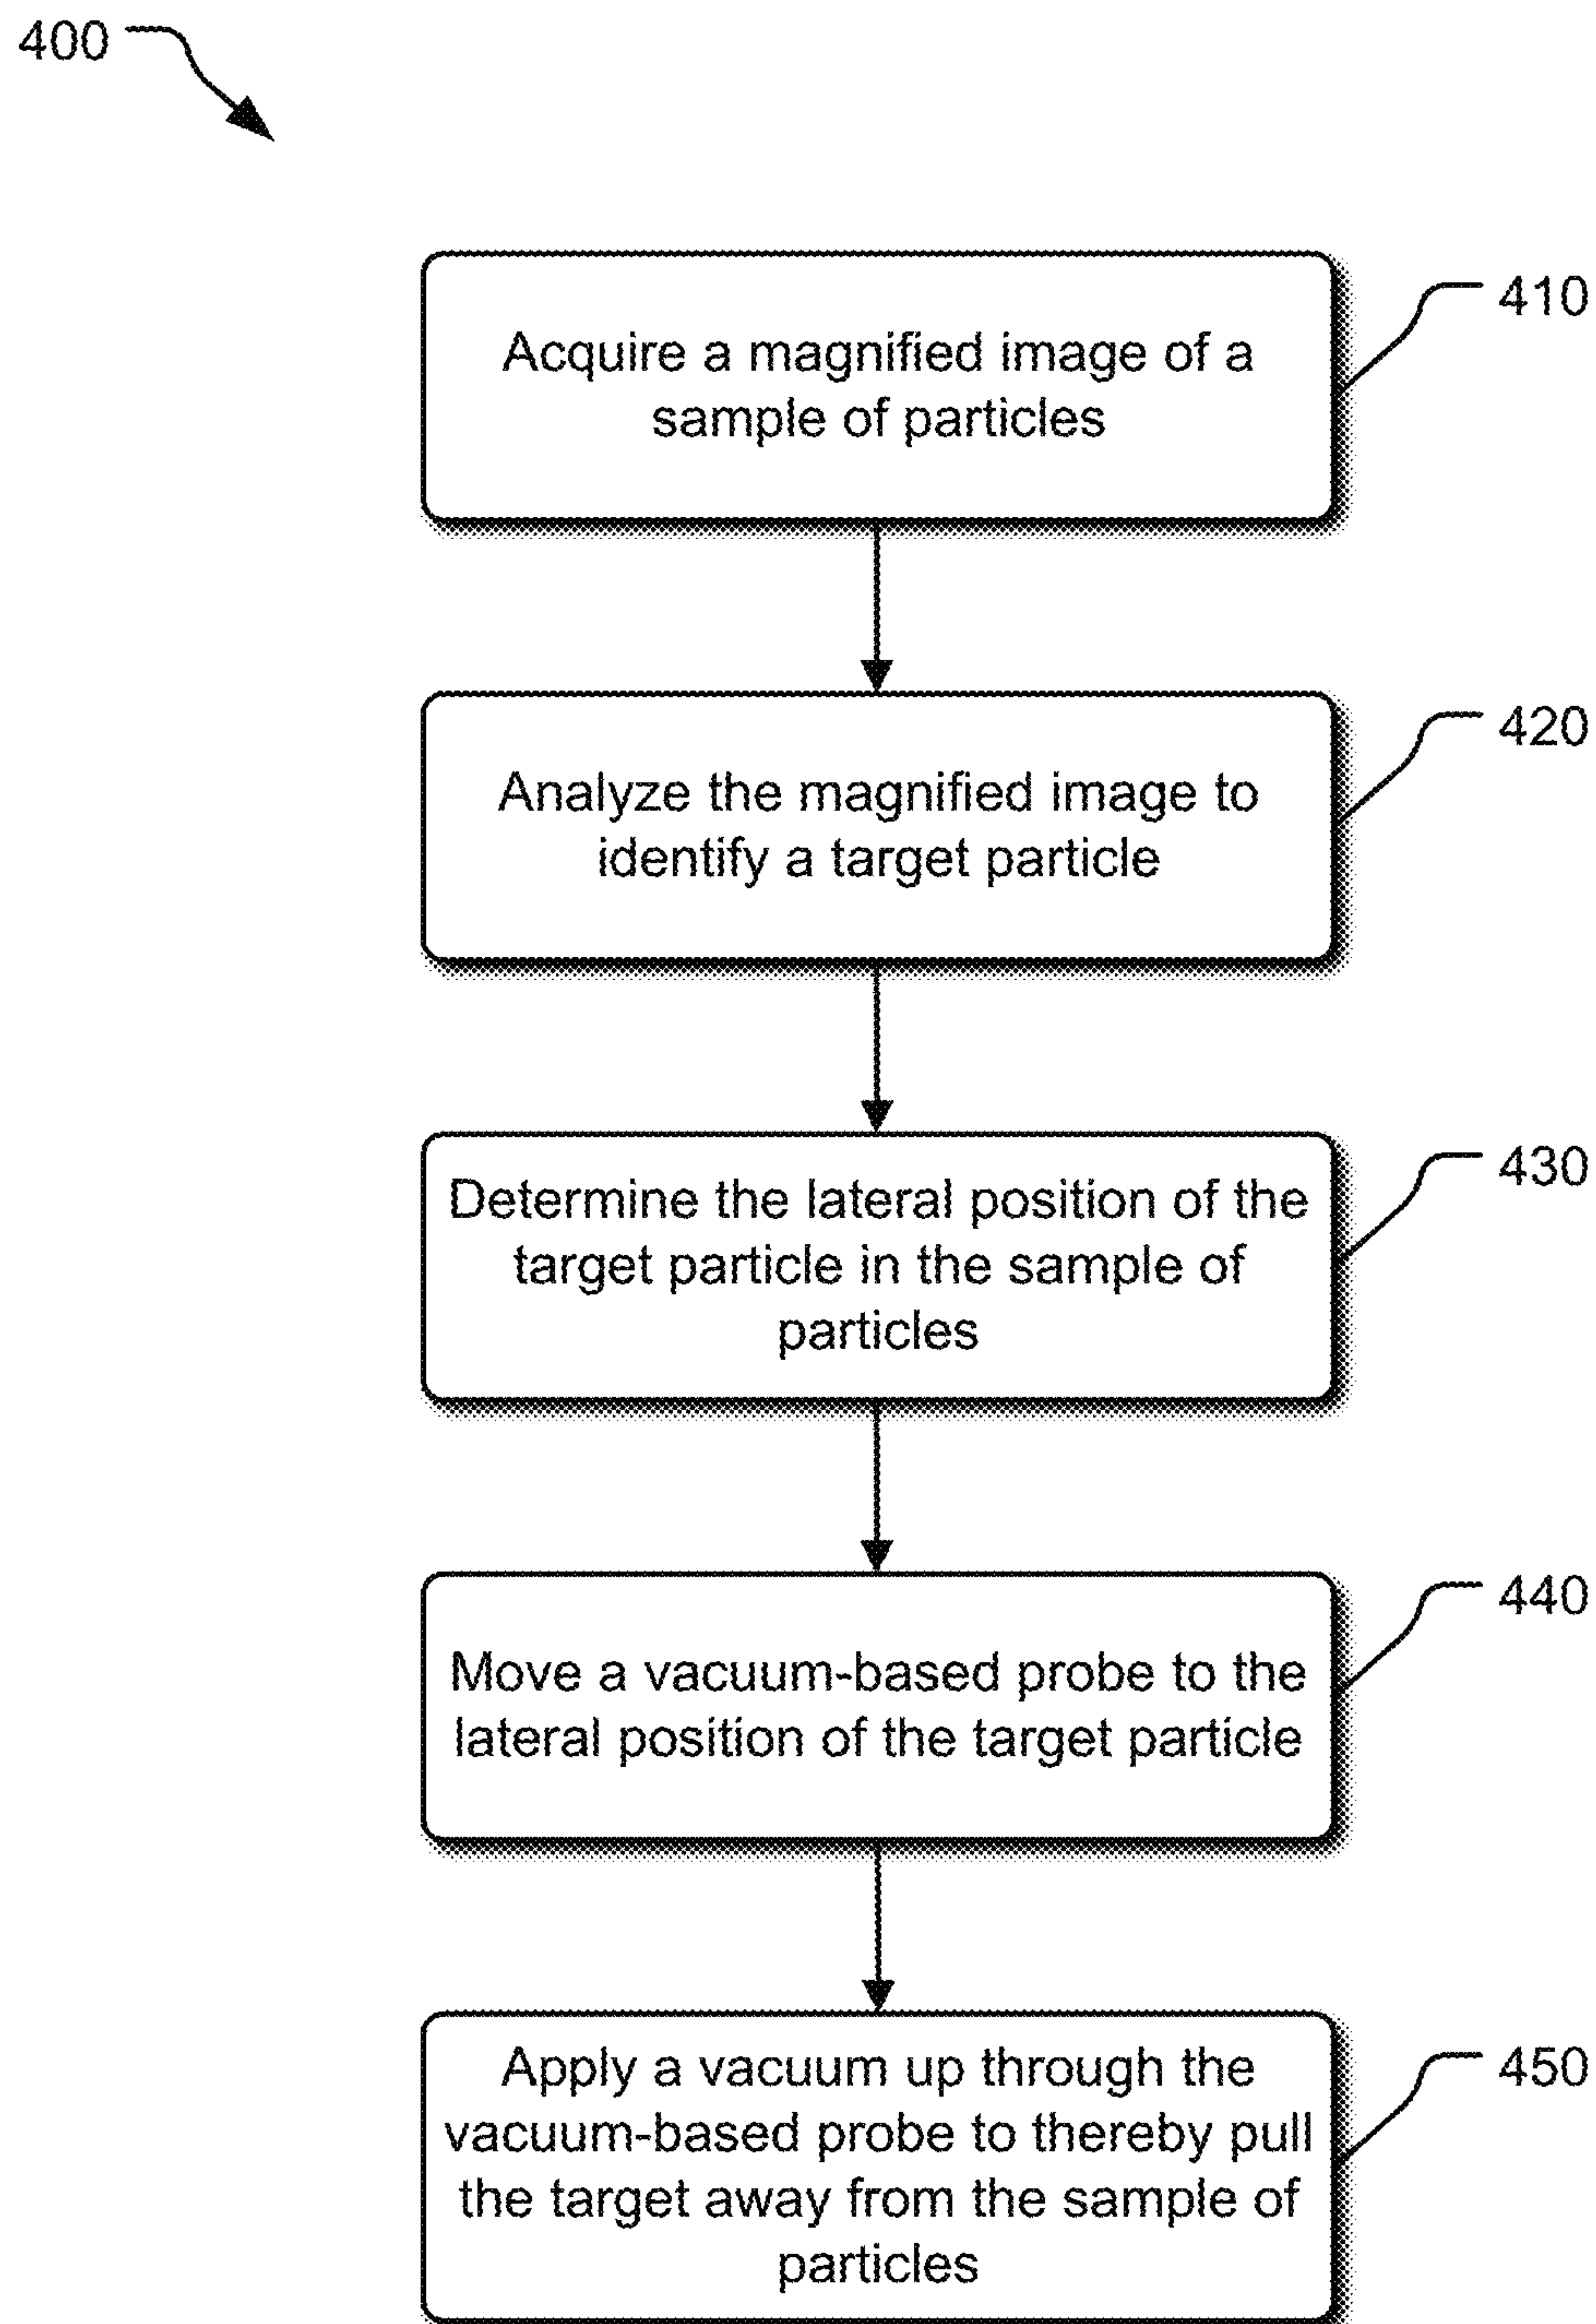 400
410
Acquire a magnified image of a
sample of particles
420
Analyze the magnified image to
identify a target particle
430
Determine the lateral position of the
target particle in the sample of
particles
440
Move a vacuum-based probe to the
lateral position of the target particle
450
Apply a vacuum up through the
vacuum-based probe to thereby pull
the target away from the sample of
particles